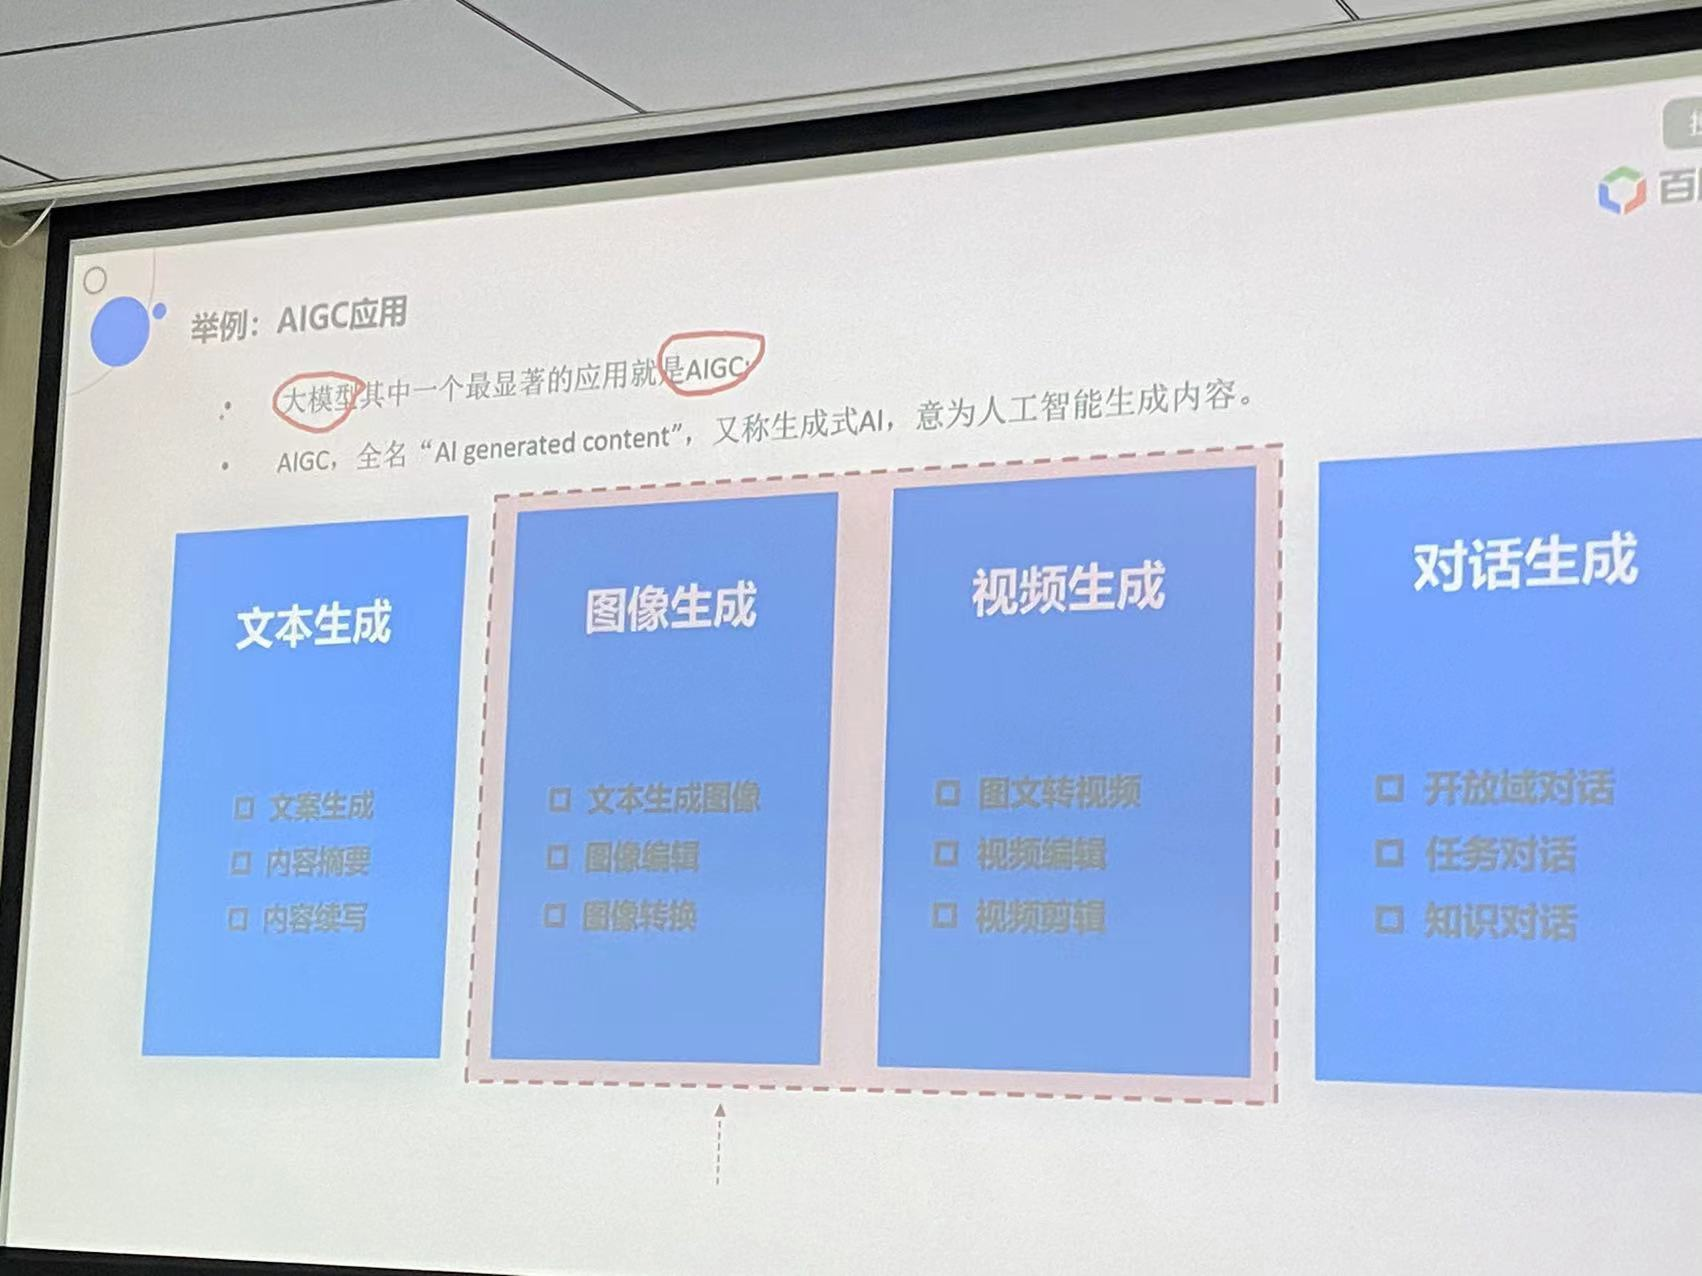 百
举例：AIGC应用
• 大模型其中一个最显著的应用就是AIGC;
• AIGC，全名“AI generated content”，又称生成式AI，意为人工智能生成内容。
文本生成
文案生成
内容摘要
内容续写
图像生成
文本生成图像
图像编辑
图像转换
视频生成
图文转视频
视频编辑
视频剪辑
对话生成
开放域对话
任务对话
知识对话